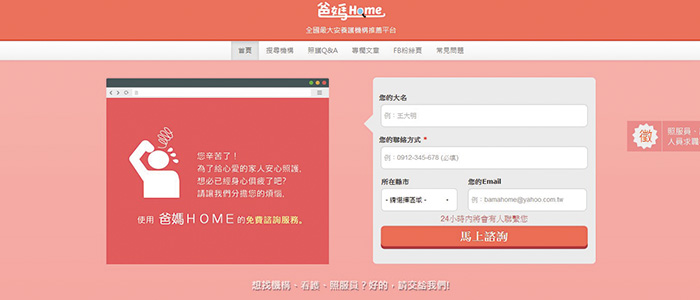 爸媽Home
全國最大安養護機構推薦平台
首頁
搜尋機構
照護Q&A
專欄文章
FB粉絲頁
常見問題
您辛苦了！
為了給心愛的家人安心照護,
想必已經身心俱疲了吧?
請讓我們分擔您的煩惱,
使用 爸媽HOME 的免費諮詢服務。
您的大名
例：王大明
您的聯絡方式 *
例：0912-345-678 (必填)
所在縣市
您的Email
-請選擇區域-
例：bamahome@yahoo.com.tw
24小時內將會有人聯繫您
馬上諮詢
徵
照服員、
人員求職
想找機構、看護、照服員？好的，請交給我們!